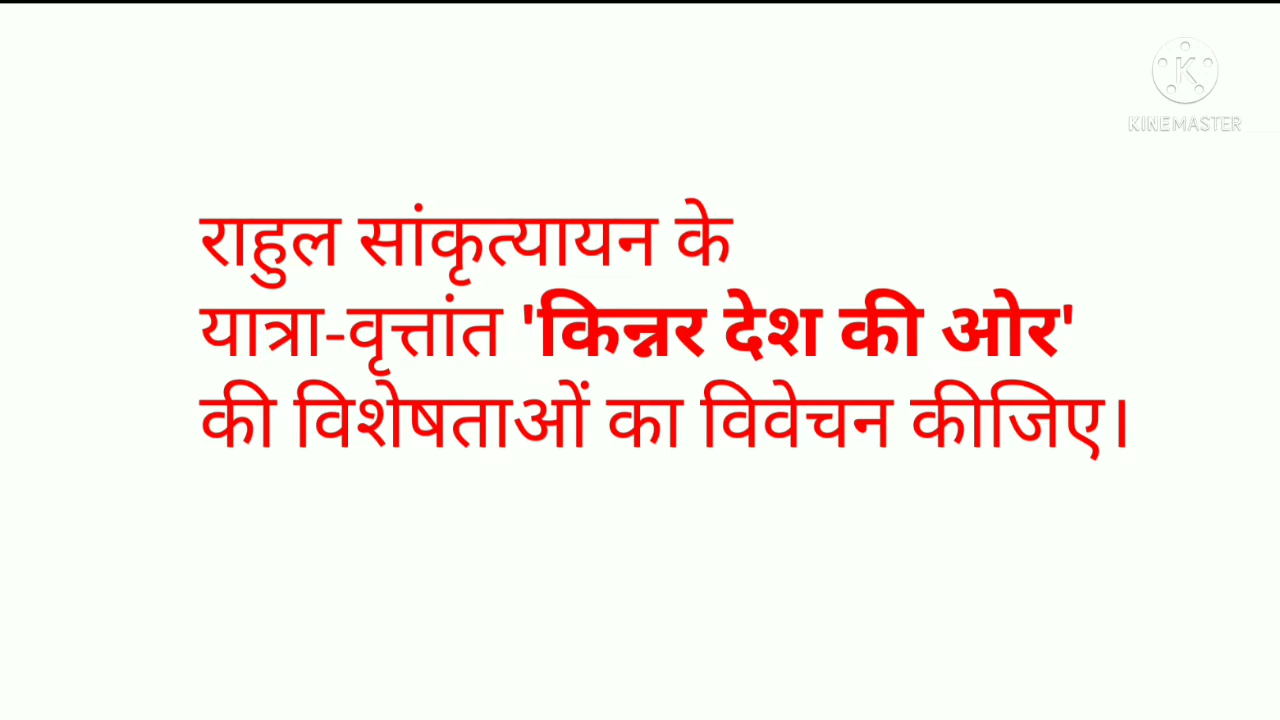 KINEMASTER
राहुल सांकृत्यायन के
यात्रा-वृत्तांत 'किन्नर देश की ओर'
की विशेषताओं का विवेचन कीजिए।